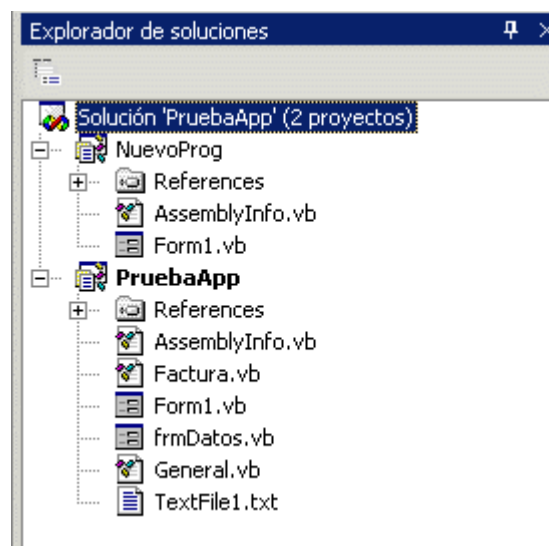 Explorador de soluciones
Solución 'PruebaApp' (2 proyectos)
NuevoProg
References
AssemblyInfo.vb
Form1.vb
PruebaApp
References
AssemblyInfo.vb
Factura.vb
Form1.vb
frmDatos.vb
General.vb
TextFile1.txt